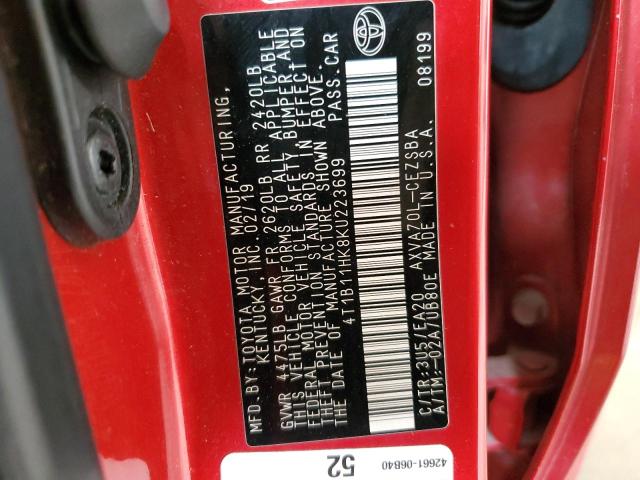 MFD. BY: TOYOTA MOTOR MANUFACTURING,
KENTUCKY, INC. 02/19
GVWR 4475LB GAWR FR 2620LB RR 2420LB
THIS VEHICLE CONFORMS TO ALL APPLICABLE
FEDERAL MOTOR VEHICLE SAFETY, BUMPER, AND
THEFT PREVENTION STANDARDS IN EFFECT ON
THE DATE OF MANUFACTURE SHOWN ABOVE.
4T1B11HK8KU223699 PASS. CAR
C/TR: 3U5/EA20 AXVA70L-CEZSBA
A/TM: -02A/DB80E MADE IN U.S.A. 08199
52
42661-06B40